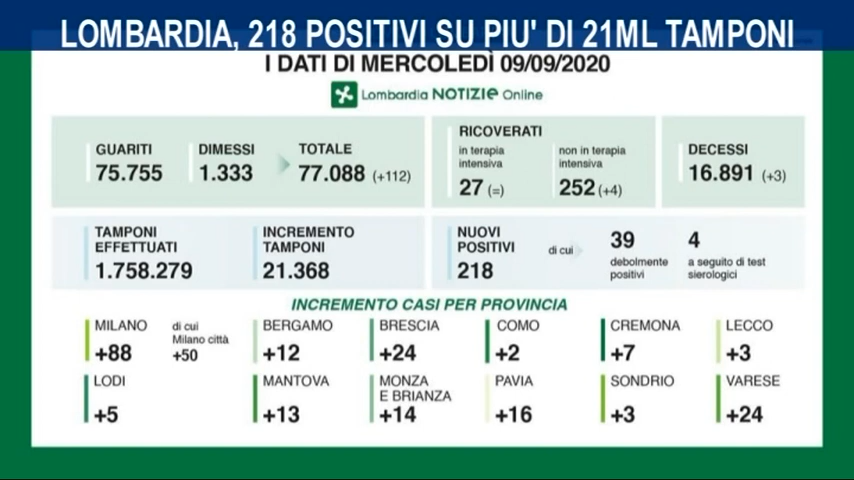 LOMBARDIA, 218 POSITIVI SU PIU' DI 21ML TAMPONI
I DATI DI MERCOLEDÌ 09/09/2020
Lombardia NOTIZIE Online
GUARITI
75.755
DIMESSI
1.333
TOTALE
77.088 (+112)
RICOVERATI
in terapia
intensiva
27 (=)
non in terapia
intensiva
252 (+4)
DECESSI
16.891 (+3)
TAMPONI
EFFETTUATI
1.758.279
INCREMENTO
TAMPONI
21.368
NUOVI
POSITIVI
218
di cui
39
debolmente
positivi
4
a seguito di test
sierologici
INCREMENTO CASI PER PROVINCIA
MILANO
+88
di cui
Milano città
+50
BERGAMO
+12
BRESCIA
+24
COMO
+2
CREMONA
+7
LECCO
+3
LODI
+5
MANTOVA
+13
MONZA
E BRIANZA
+14
PAVIA
+16
SONDRIO
+3
VARESE
+24